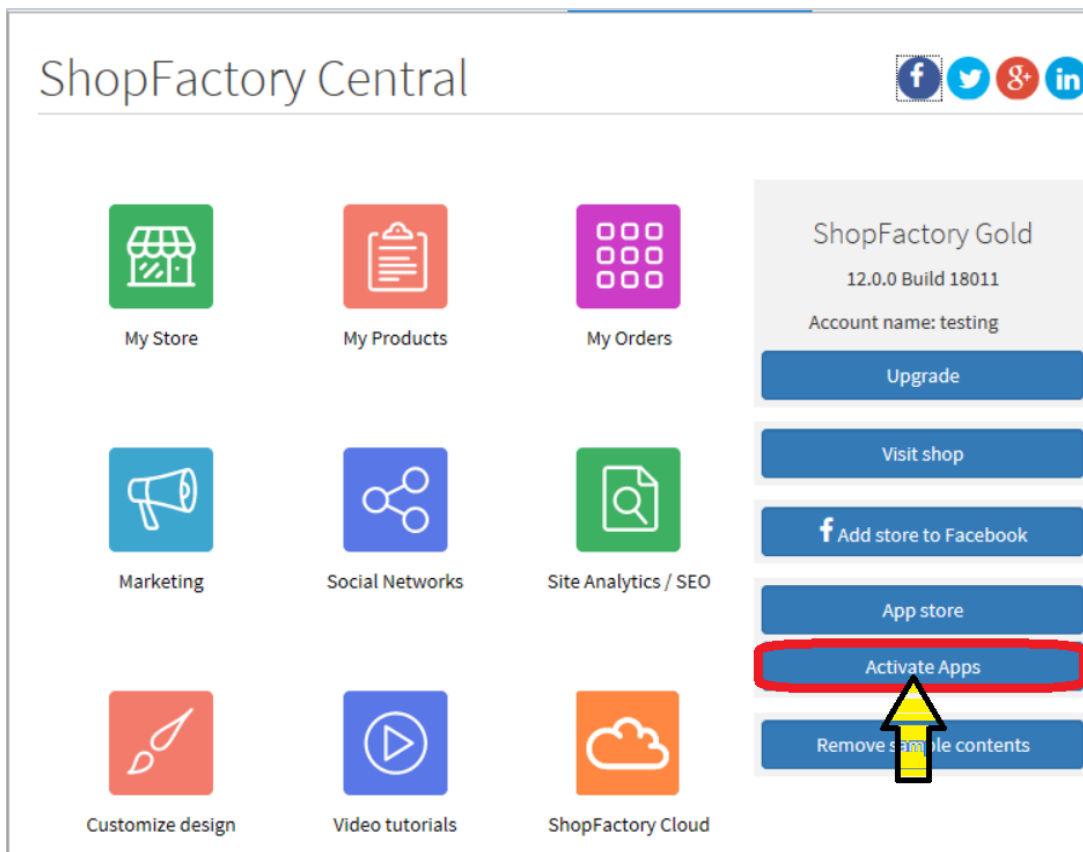 ShopFactory Central
f
g+
in
My Store
My Products
My Orders
ShopFactory Gold
12.0.0 Build 18011
Account name: testing
Upgrade
Visit shop
Marketing
Social Networks
Site Analytics / SEO
f Add store to Facebook
App store
Activate Apps
Remove sample contents
Customize design
Video tutorials
ShopFactory Cloud